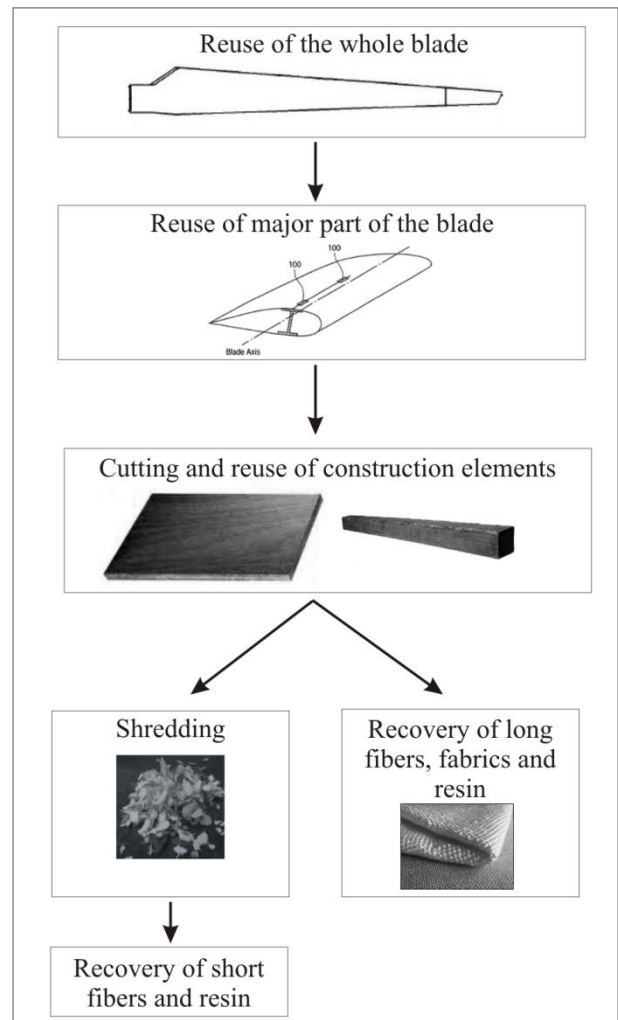 Reuse of the whole blade
Reuse of major part of the blade
100
100
Blade Axis
Cutting and reuse of construction elements
Shredding
Recovery of long
fibers, fabrics and
resin
Recovery of short
fibers and resin